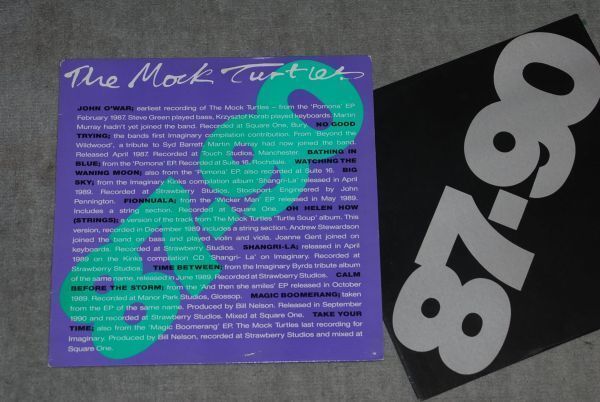 The Mock Turtles
JOHN O'WAR; earliest recording of The Mock Turtles – from the 'Pomona' EP
February 1987. Steve Green played bass, Krzysztof Korab played keyboards. Martin
Murray hadn't yet joined the band. Recorded at Square One, Bury. NO GOOD
TRYING; the bands first Imaginary compilation contribution. From 'Beyond the
Wildwood', a tribute to Syd Barrett. Martin Murray had now joined the band.
Released April 1987. Recorded at Touch Studios, Manchester. BATHING IN
BLUE; from the 'Pomona' EP. Recorded at Suite 16, Rochdale. WATCHING THE
WANING MOON; also from the 'Pomona' EP. also recorded at Suite 16. BIG
SKY; from the Imaginary Kinks compilation album 'Shangri-La' released in April
1989. Recorded at Strawberry Studios, Stockport. Engineered by John
Pennington. FIONNUALA; from the 'Wicker Man' EP released in May 1989.
Includes a string section. Recorded at Square One. OH HELEN HOW
(STRINGS); a version of the track from The Mock Turtles 'Turtle Soup' album. This
version, recorded in December 1989 includes a string section. Andrew Stewardson
joined the band on bass and played violin and viola. Joanne Gent joined on
keyboards. Recorded at Strawberry Studios. SHANGRI-LA; released in April
1989 on the Kinks compilation CD 'Shangri- La' on Imaginary. Recorded at
Strawberry Studios. TIME BETWEEN; from the Imaginary Byrds tribute album
of the same name, released in June 1989. Recorded at Strawberry Studios. CALM
BEFORE THE STORM; from the 'And then she smiles' EP released in October
1989. Recorded at Manor Park Studios, Glossop. MAGIC BOOMERANG; taken
from the EP of the same name. Produced by Bill Nelson. Released in September
1990 and recorded at Strawberry Studios. Mixed at Square One. TAKE YOUR
TIME; also from the 'Magic Boomerang' EP. The Mock Turtles last recording for
Imaginary. Produced by Bill Nelson, recorded at Strawberry Studios and mixed at
Square One.
87-90
87-90